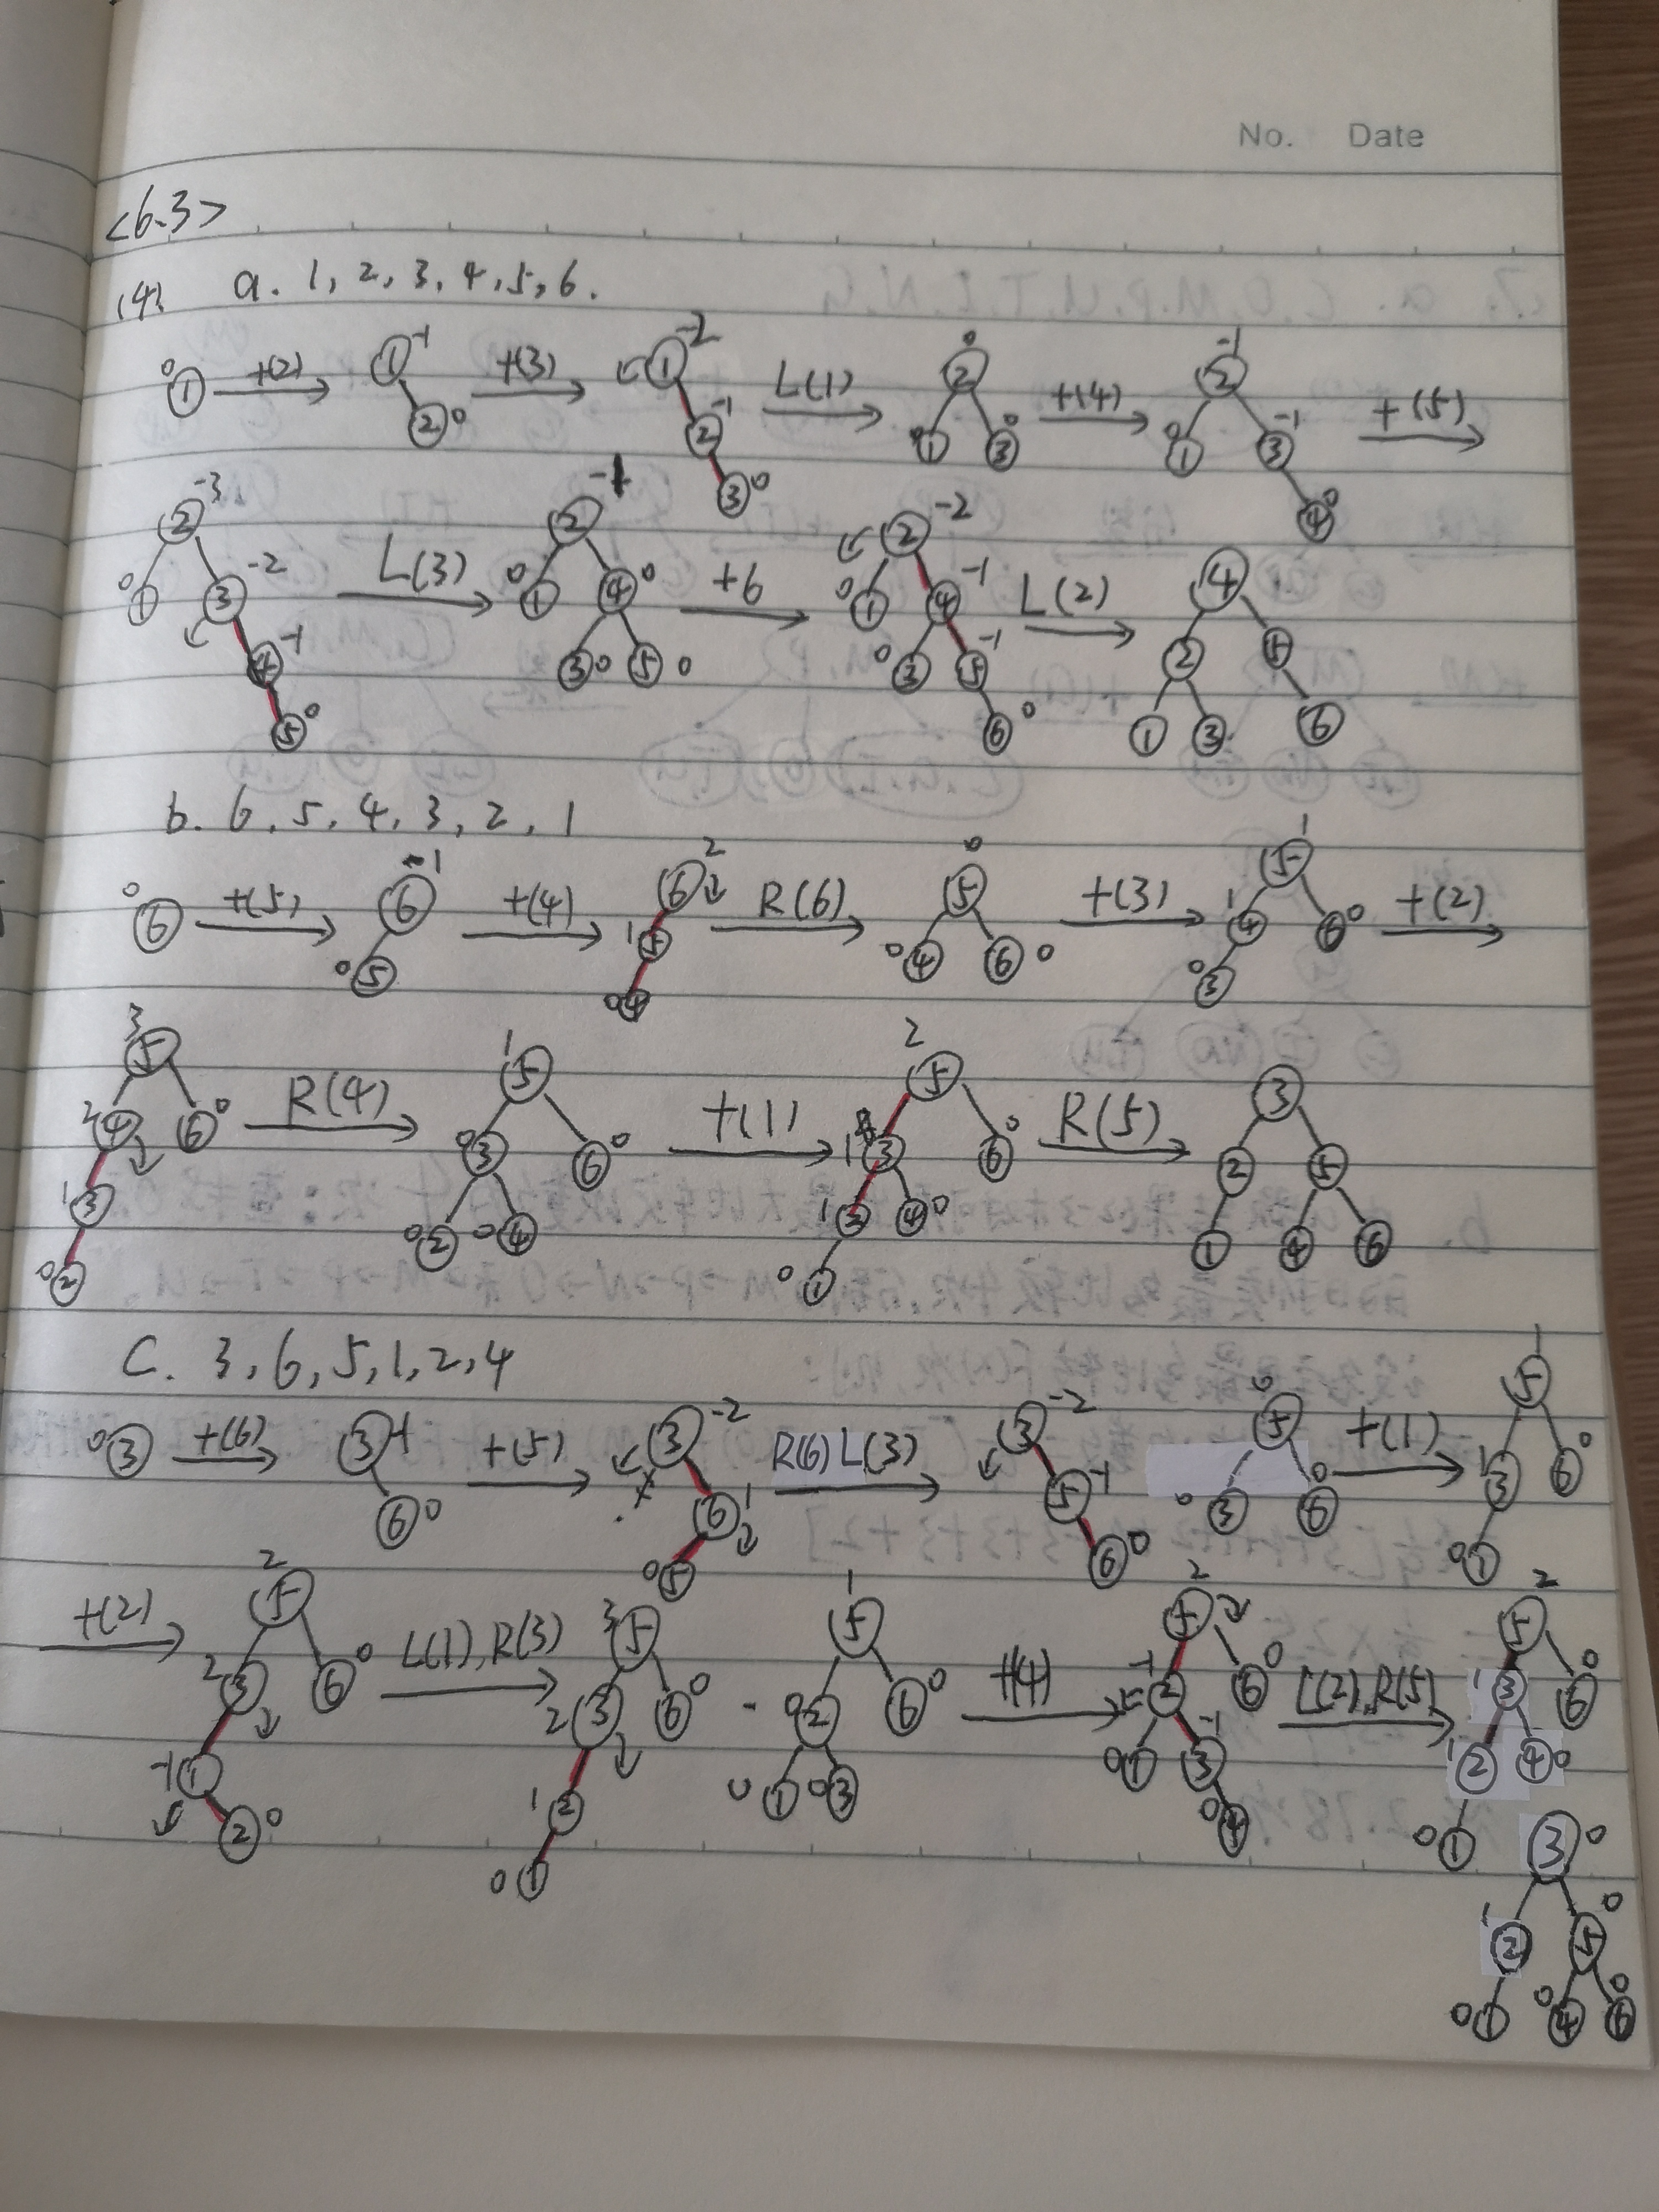 No. Date
<6.3>
(4). a. 1, 2, 3, 4, 5, 6.
0 1 +(2) 1 -1 2 0 +(3) 1 -2 2 -1 3 0 L(1) 2 0 1 0 3 0 +(4) 2 -1 1 0 3 -1 4 0 +(5)
2 -3 1 0 3 -2 4 -1 5 0 L(3) 2 -1 1 0 4 0 3 0 5 0 +6 2 -2 1 0 4 -1 3 0 5 -1 6 0 L(2) 4 2 5 1 3 6
b. 6, 5, 4, 3, 2, 1
0 6 +(5) 6 1 0 5 +(4) 6 2 1 5 0 4 R(6) 0 5 0 4 6 0 +(3) 1 5 1 4 6 0 0 3 +(2)
3 5 2 4 6 0 1 3 0 2 R(4) 1 5 0 3 6 0 0 2 0 4 +(1) 2 5 1 3 6 0 1 2 4 0 0 1 R(5) 3 2 5 1 4 6
C. 3, 6, 5, 1, 2, 4
0 3 +(6) 3 -1 6 0 +(5) 3 -2 6 1 0 5 R(6) L(3) 3 -2 5 -1 6 0 0 5 0 3 0 6 +(1) 1 5 1 3 6 0 0 1
+(2) 2 5 2 3 6 0 -1 1 2 0 L(1), R(3) 3 5 2 3 6 0 1 2 0 1 1 5 0 2 6 0 0 1 0 3 +(4) 2 5 -1 2 6 0 0 1 -1 3 0 4 L(2), R(5) 2 5 1 3 6 0 1 2 4 0 0 1
3 0 1 2 5 0 0 1 0 4 0 6